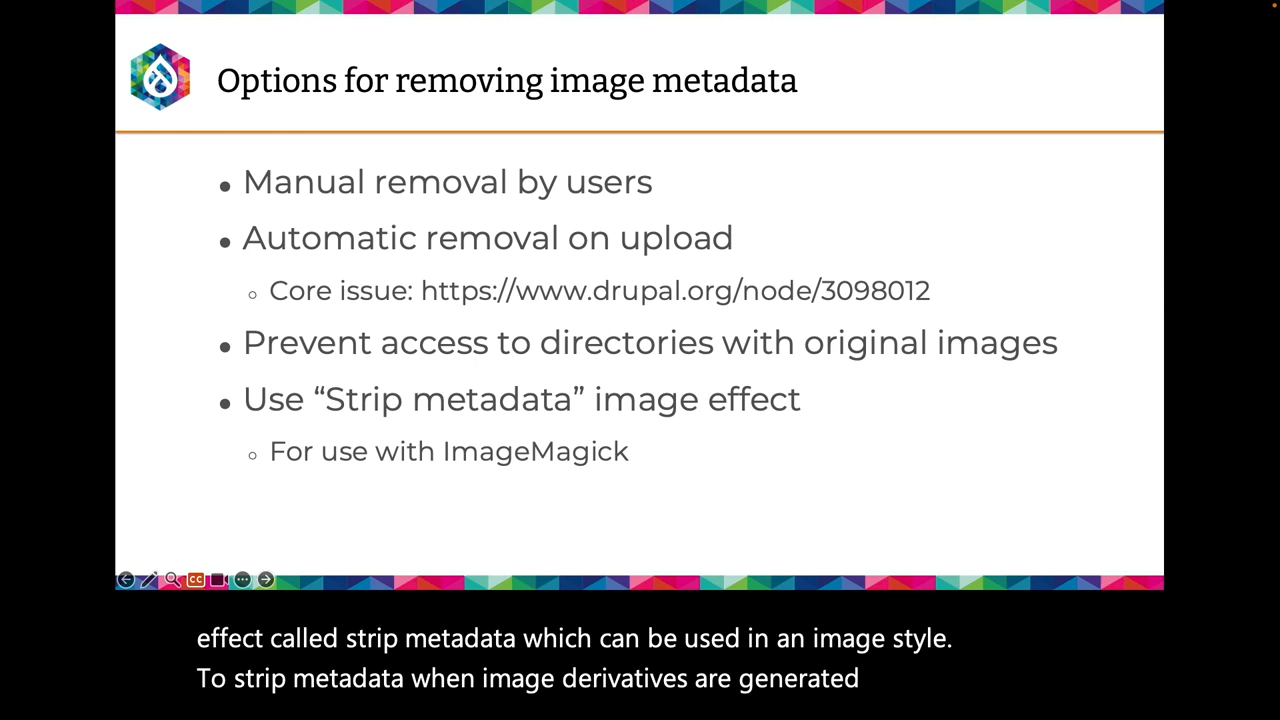 Options for removing image metadata
• Manual removal by users
• Automatic removal on upload
○ Core issue: https://www.drupal.org/node/3098012
• Prevent access to directories with original images
• Use “Strip metadata” image effect
○ For use with ImageMagick
CC
effect called strip metadata which can be used in an image style.
To strip metadata when image derivatives are generated